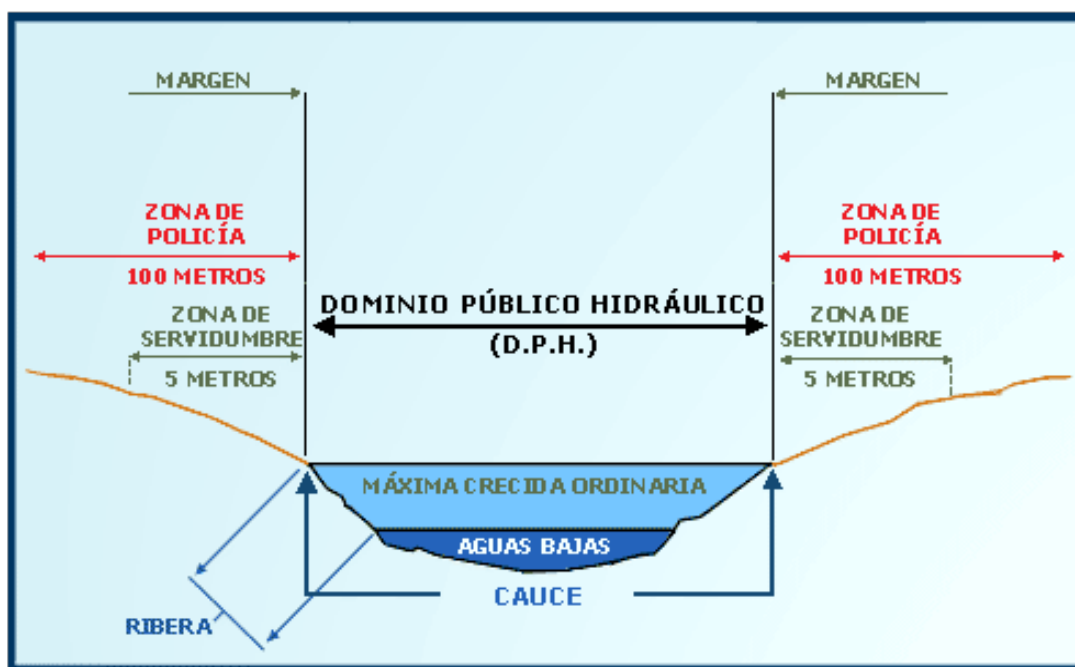 MARGEN
MARGEN
ZONA DE
POLICÍA
100 METROS
ZONA DE
POLICÍA
100 METROS
DOMINIO PÚBLICO HIDRÁULICO
(D.P.H.)
ZONA DE
SERVIDUMBRE
5 METROS
ZONA DE
SERVIDUMBRE
5 METROS
MÁXIMA CRECIDA ORDINARIA
AGUAS BAJAS
CAUCE
RIBERA